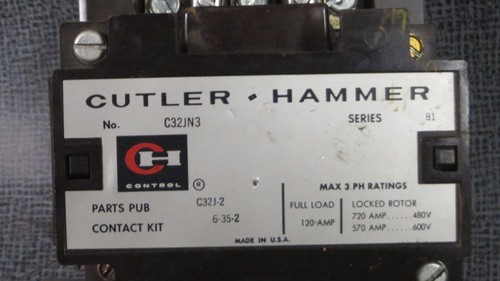 CUTLER • HAMMER
No. C32JN3 SERIES B1
CH
CONTROL ®
PARTS PUB C32J-2
CONTACT KIT 6-35-2
MADE IN U.S.A.
MAX 3 PH RATINGS
FULL LOAD LOCKED ROTOR
120 AMP 720 AMP......480V
570 AMP......600V